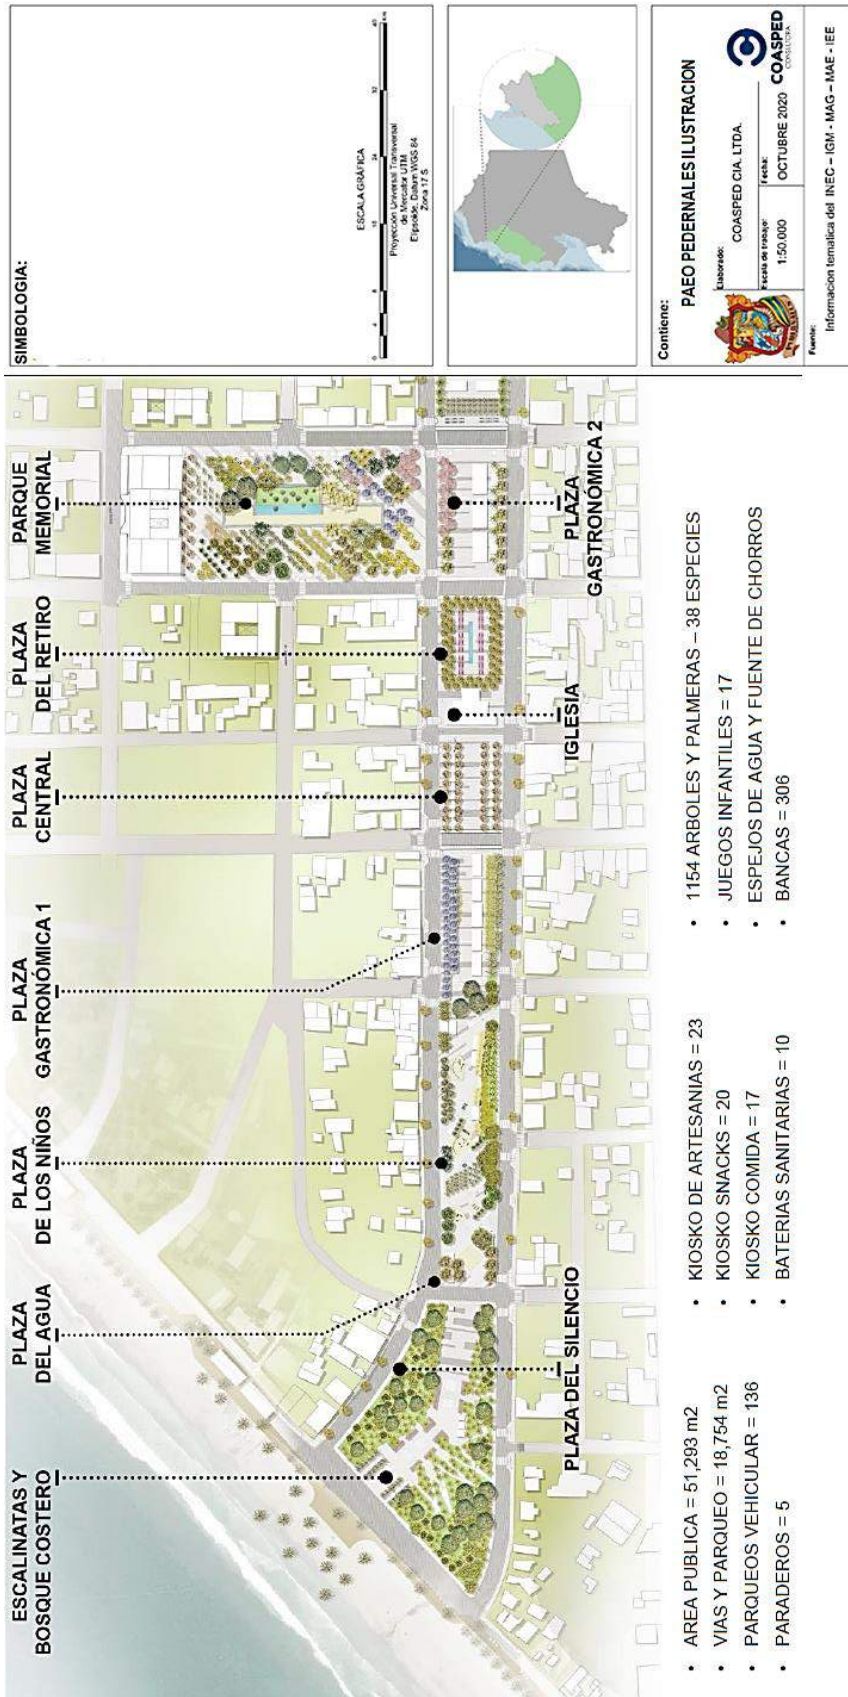 ESCALINATAS Y
BOSQUE COSTERO
PLAZA
DEL AGUA
PLAZA
DE LOS NIÑOS
PLAZA
GASTRONÓMICA 1
PLAZA
CENTRAL
PLAZA
DEL RETIRO
PARQUE
MEMORIAL
PLAZA DEL SILENCIO
IGLESIA
PLAZA
GASTRONÓMICA 2
• AREA PUBLICA = 51,293 m2
• VIAS Y PARQUEO = 18,754 m2
• PARQUEOS VEHICULAR = 136
• PARADEROS = 5
• KIOSKO DE ARTESANIAS = 23
• KIOSKO SNACKS = 20
• KIOSKO COMIDA = 17
• BATERIAS SANITARIAS = 10
• 1154 ARBOLES Y PALMERAS – 38 ESPECIES
• JUEGOS INFANTILES = 17
• ESPEJOS DE AGUA Y FUENTE DE CHORROS
• BANCAS = 306
SIMBOLOGIA:
ESCALA GRÁFICA
Proyección Universal Transversal
de Mercator UTM
Elipsoide, Datum WGS 84
Zona 17 S
Contiene:
PAEO PEDERNALES ILUSTRACION
Elaborado:
COASPED CIA. LTDA.
Escala de trabajo:
1:50.000
Fecha:
OCTUBRE 2020
COASPED
CONSULTORA
Fuente:
Informacion tematica del INEC – IGM - MAG – MAE - IEE